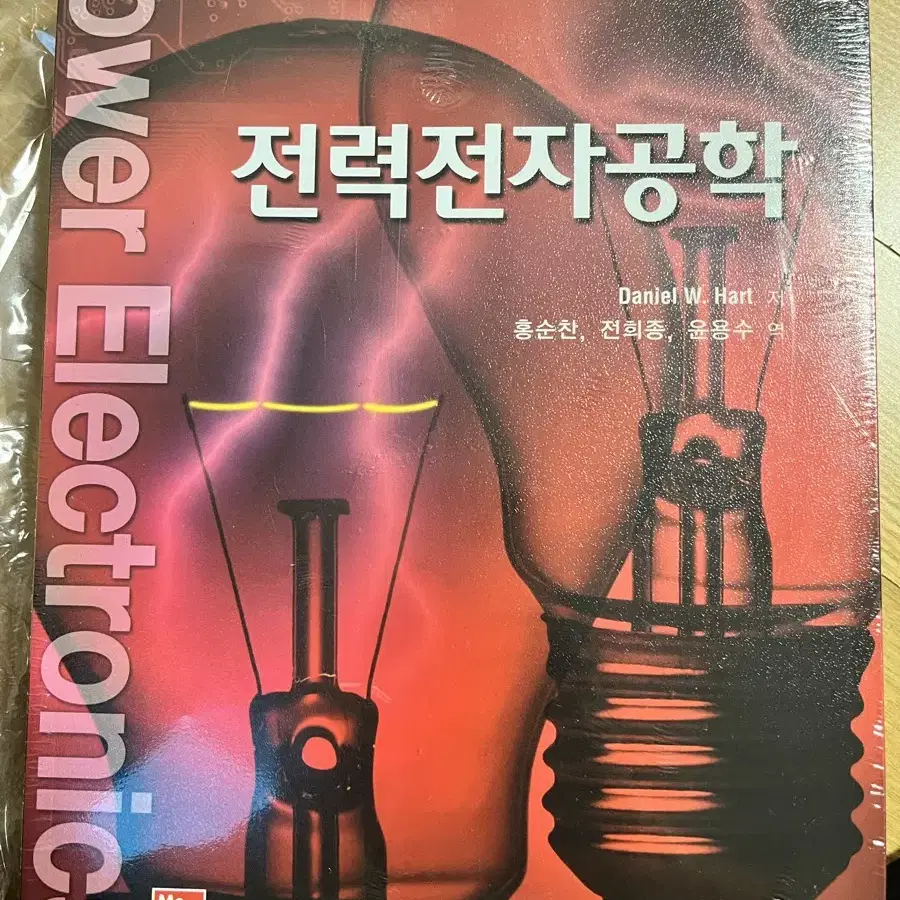 전력전자공학
Daniel W. Hart 저
홍순찬, 전희종, 윤용수 역
ower Electronic
Mc